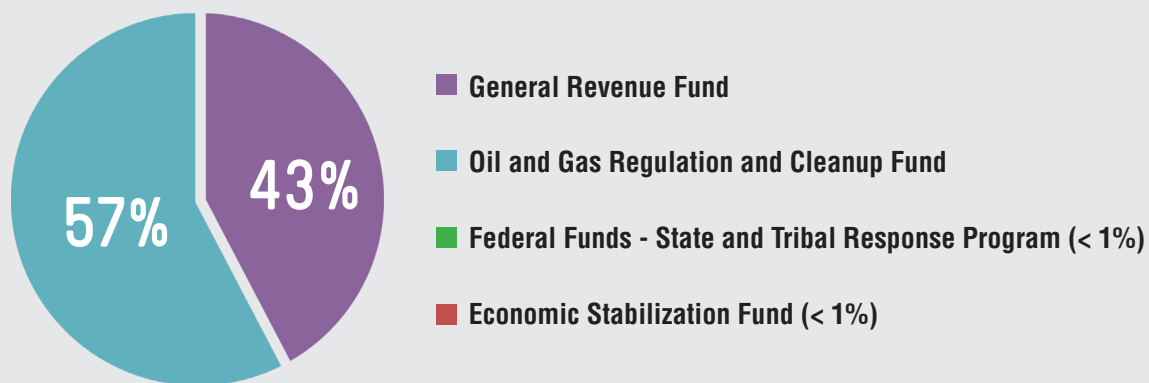 43%
57%
General Revenue Fund
Oil and Gas Regulation and Cleanup Fund
Federal Funds - State and Tribal Response Program (< 1%)
Economic Stabilization Fund (< 1%)